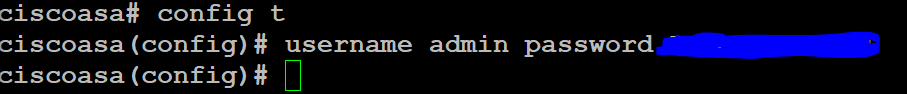 ciscoasa# config t
ciscoasa(config)# username admin password
ciscoasa(config)#